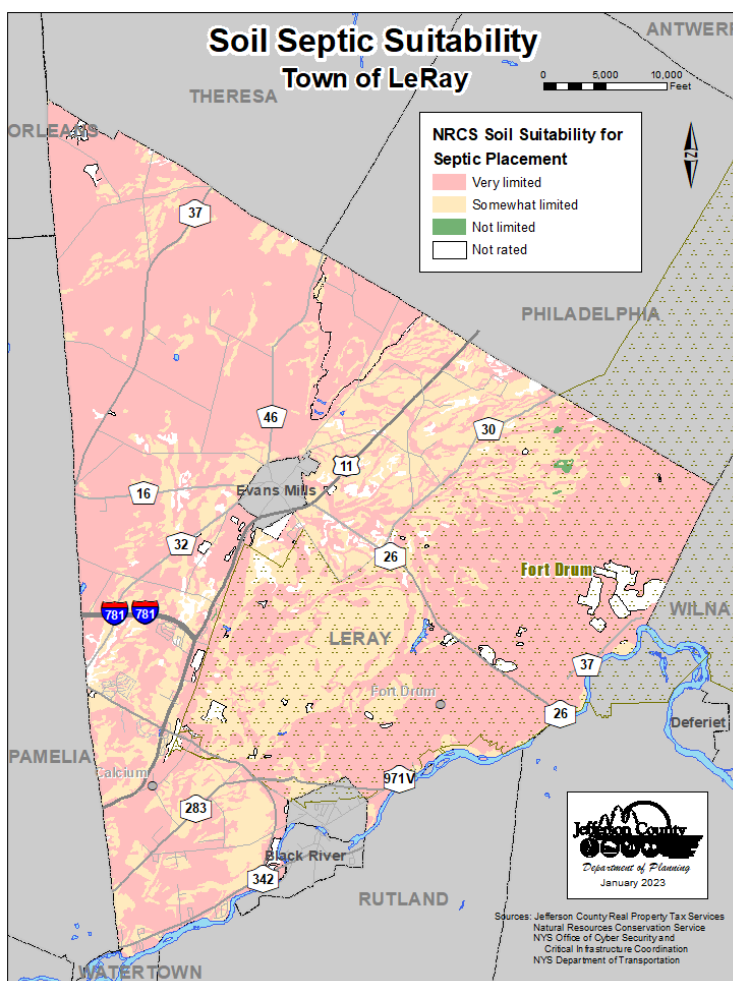 Soil Septic Suitability
Town of LeRay
ANTWERP
THERESA
0 5,000 10,000
Feet
ORLEANS
NRCS Soil Suitability for
Septic Placement
Very limited
Somewhat limited
Not limited
Not rated
N
37
PHILADELPHIA
46
30
11
Evans Mills
16
32
26
Fort Drum
781 781
WILNA
LERAY
37
Fort Drum
26
Deferiet
PAMELIA
Calcium
971V
283
Black River
342
RUTLAND
WATERTOWN
Jefferson County
Department of Planning
January 2023
Sources: Jefferson County Real Property Tax Services
Natural Resources Conservation Service
NYS Office of Cyber Security and
Critical Infrastructure Coordination
NYS Department of Transportation